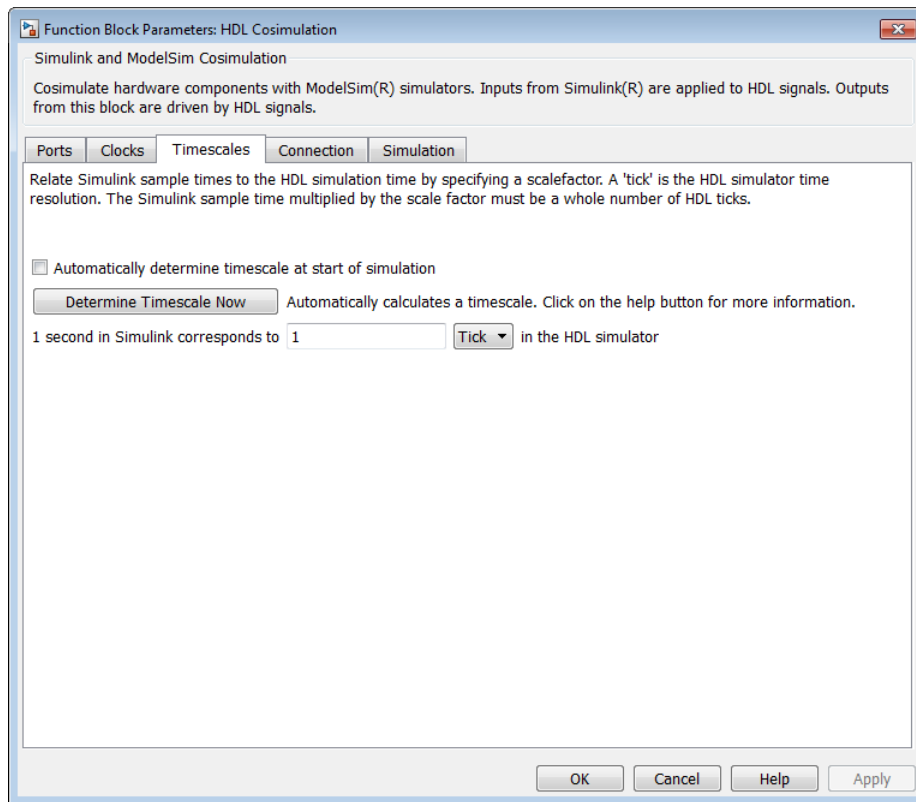 Function Block Parameters: HDL Cosimulation
Simulink and ModelSim Cosimulation
Cosimulate hardware components with ModelSim(R) simulators. Inputs from Simulink(R) are applied to HDL signals. Outputs
from this block are driven by HDL signals.
Ports Clocks Timescales Connection Simulation
Relate Simulink sample times to the HDL simulation time by specifying a scalefactor. A 'tick' is the HDL simulator time
resolution. The Simulink sample time multiplied by the scale factor must be a whole number of HDL ticks.
Automatically determine timescale at start of simulation
Determine Timescale Now Automatically calculates a timescale. Click on the help button for more information.
1 second in Simulink corresponds to 1 Tick in the HDL simulator
OK Cancel Help Apply